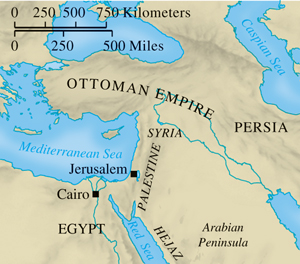 0 250 500 750 Kilometers
0 250 500 Miles
Caspian Sea
OTTOMAN EMPIRE
SYRIA
PERSIA
Mediterranean Sea
Jerusalem
PALESTINE
Cairo
EGYPT
Red Sea
HEJAZ
Arabian
Peninsula